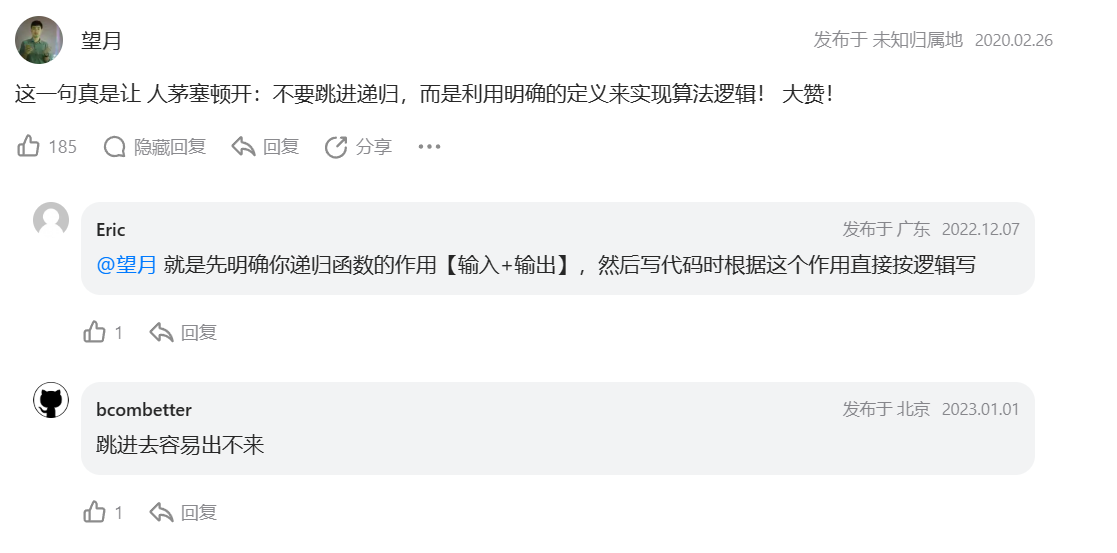 望月 发布于 未知归属地 2020.02.26
这一句真是让 人茅塞顿开：不要跳进递归，而是利用明确的定义来实现算法逻辑！ 大赞！
185 隐藏回复 回复 分享
Eric 发布于 广东 2022.12.07
@望月 就是先明确你递归函数的作用【输入+输出】，然后写代码时根据这个作用直接按逻辑写
1 回复
bcombetter 发布于 北京 2023.01.01
跳进去容易出不来
1 回复